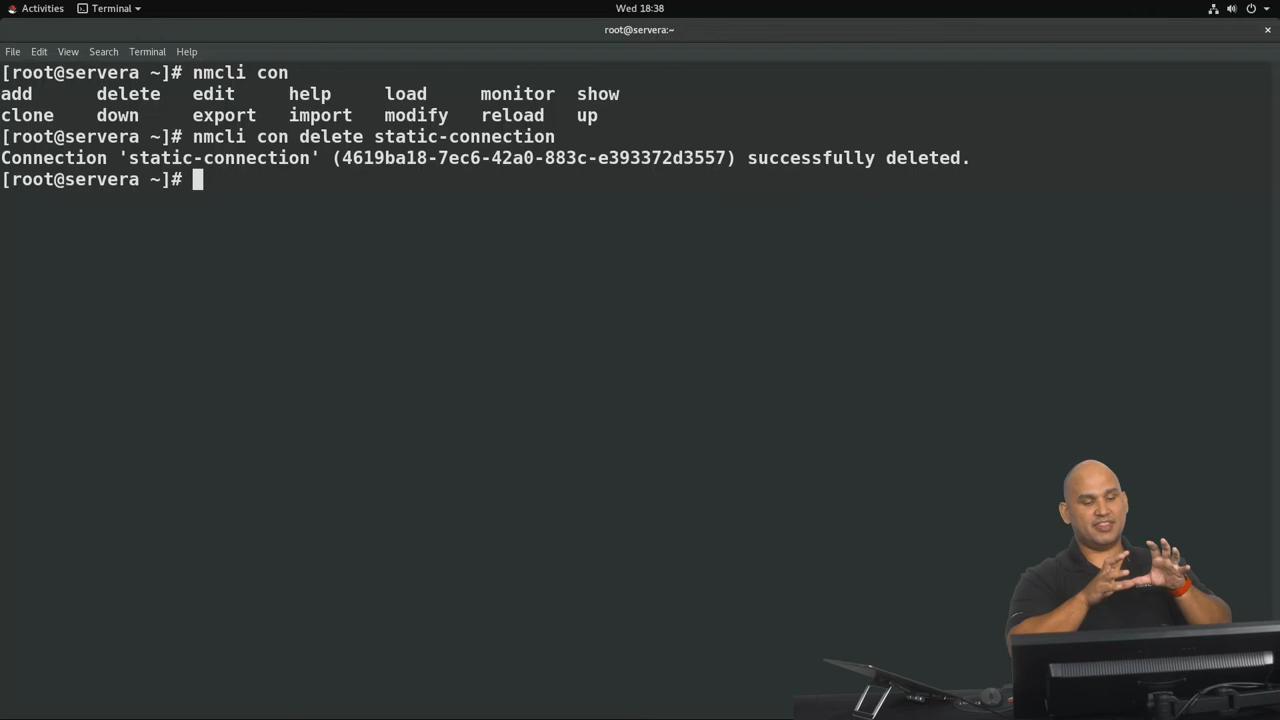 Activities Terminal Wed 18:38
root@servera:~ ×
File Edit View Search Terminal Help
[root@servera ~]# nmcli con
add delete edit help load monitor show
clone down export import modify reload up
[root@servera ~]# nmcli con delete static-connection
Connection 'static-connection' (4619ba18-7ec6-42a0-883c-e393372d3557) successfully deleted.
[root@servera ~]#